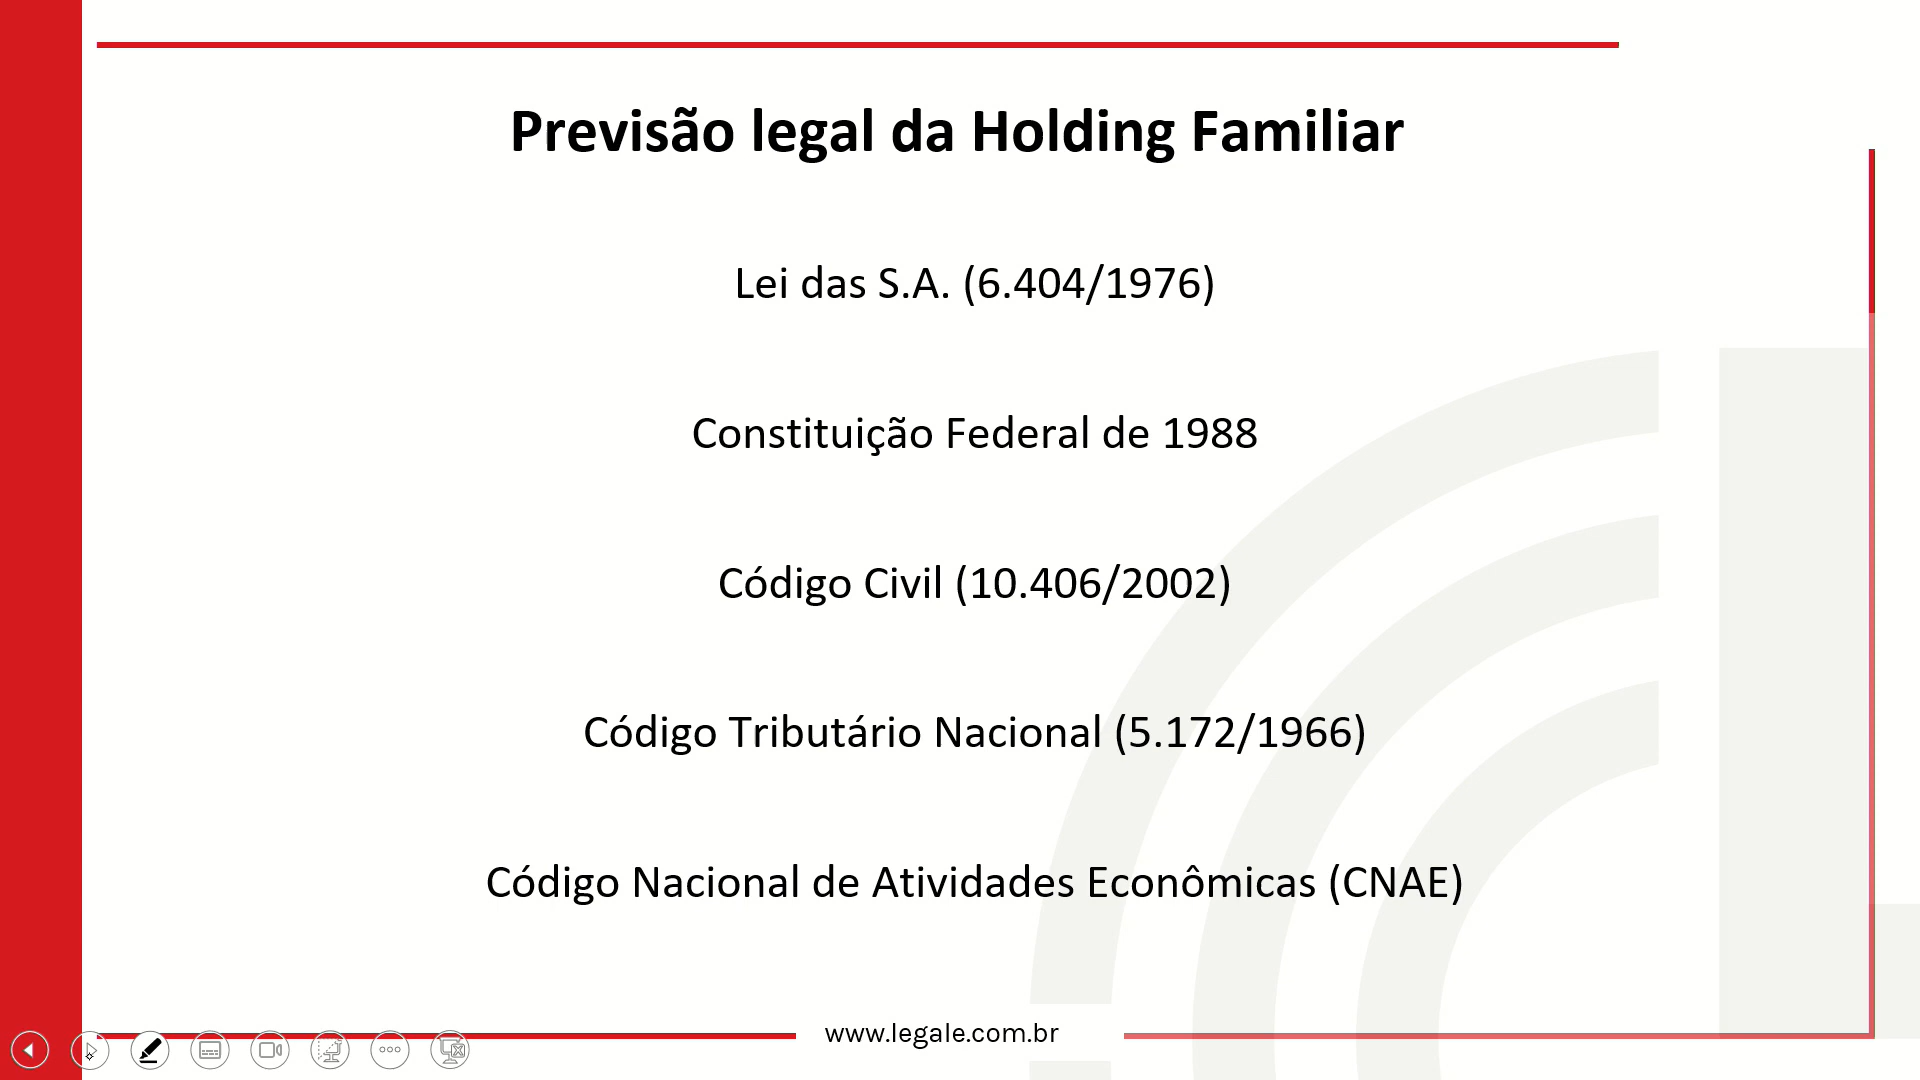 Previsão legal da Holding Familiar
Lei das S.A. (6.404/1976)
Constituição Federal de 1988
Código Civil (10.406/2002)
Código Tributário Nacional (5.172/1966)
Código Nacional de Atividades Econômicas (CNAE)
www.legale.com.br